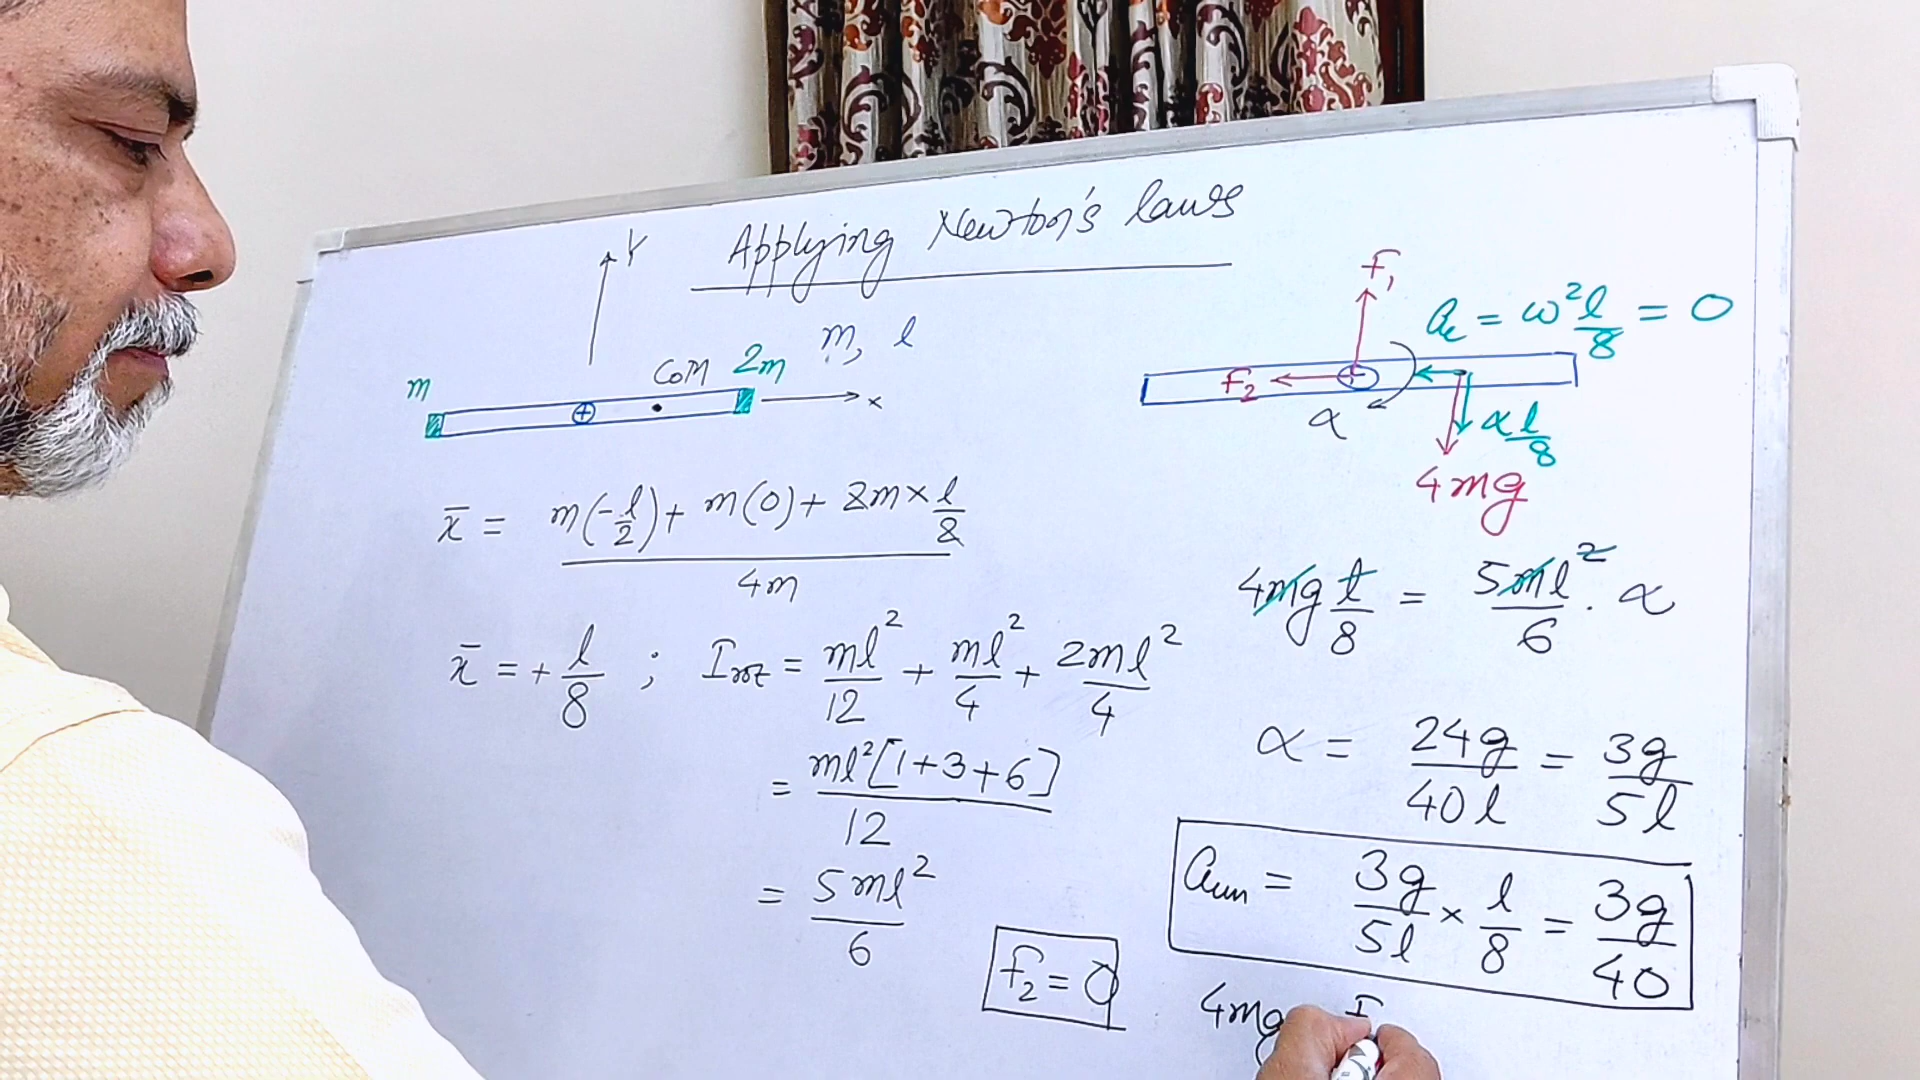 Applying Newton's laws
Y
m, l
m
COM 2m
x
x̄ = (m(-l/2) + m(0) + 2m × l/2) / 4m
x̄ = + l/8 ; I_rot = ml²/12 + ml²/4 + 2ml²/4
= ml²[1+3+6] / 12
= 5ml²/6
F₂ = 0
F₁
a_c = ω² l/8 = 0
F₂
α
α l/8
4mg
4mg l/8 = 5ml²/6 . α
α = 24g/40l = 3g/5l
a_cm = 3g/5l × l/8 = 3g/40
4mg